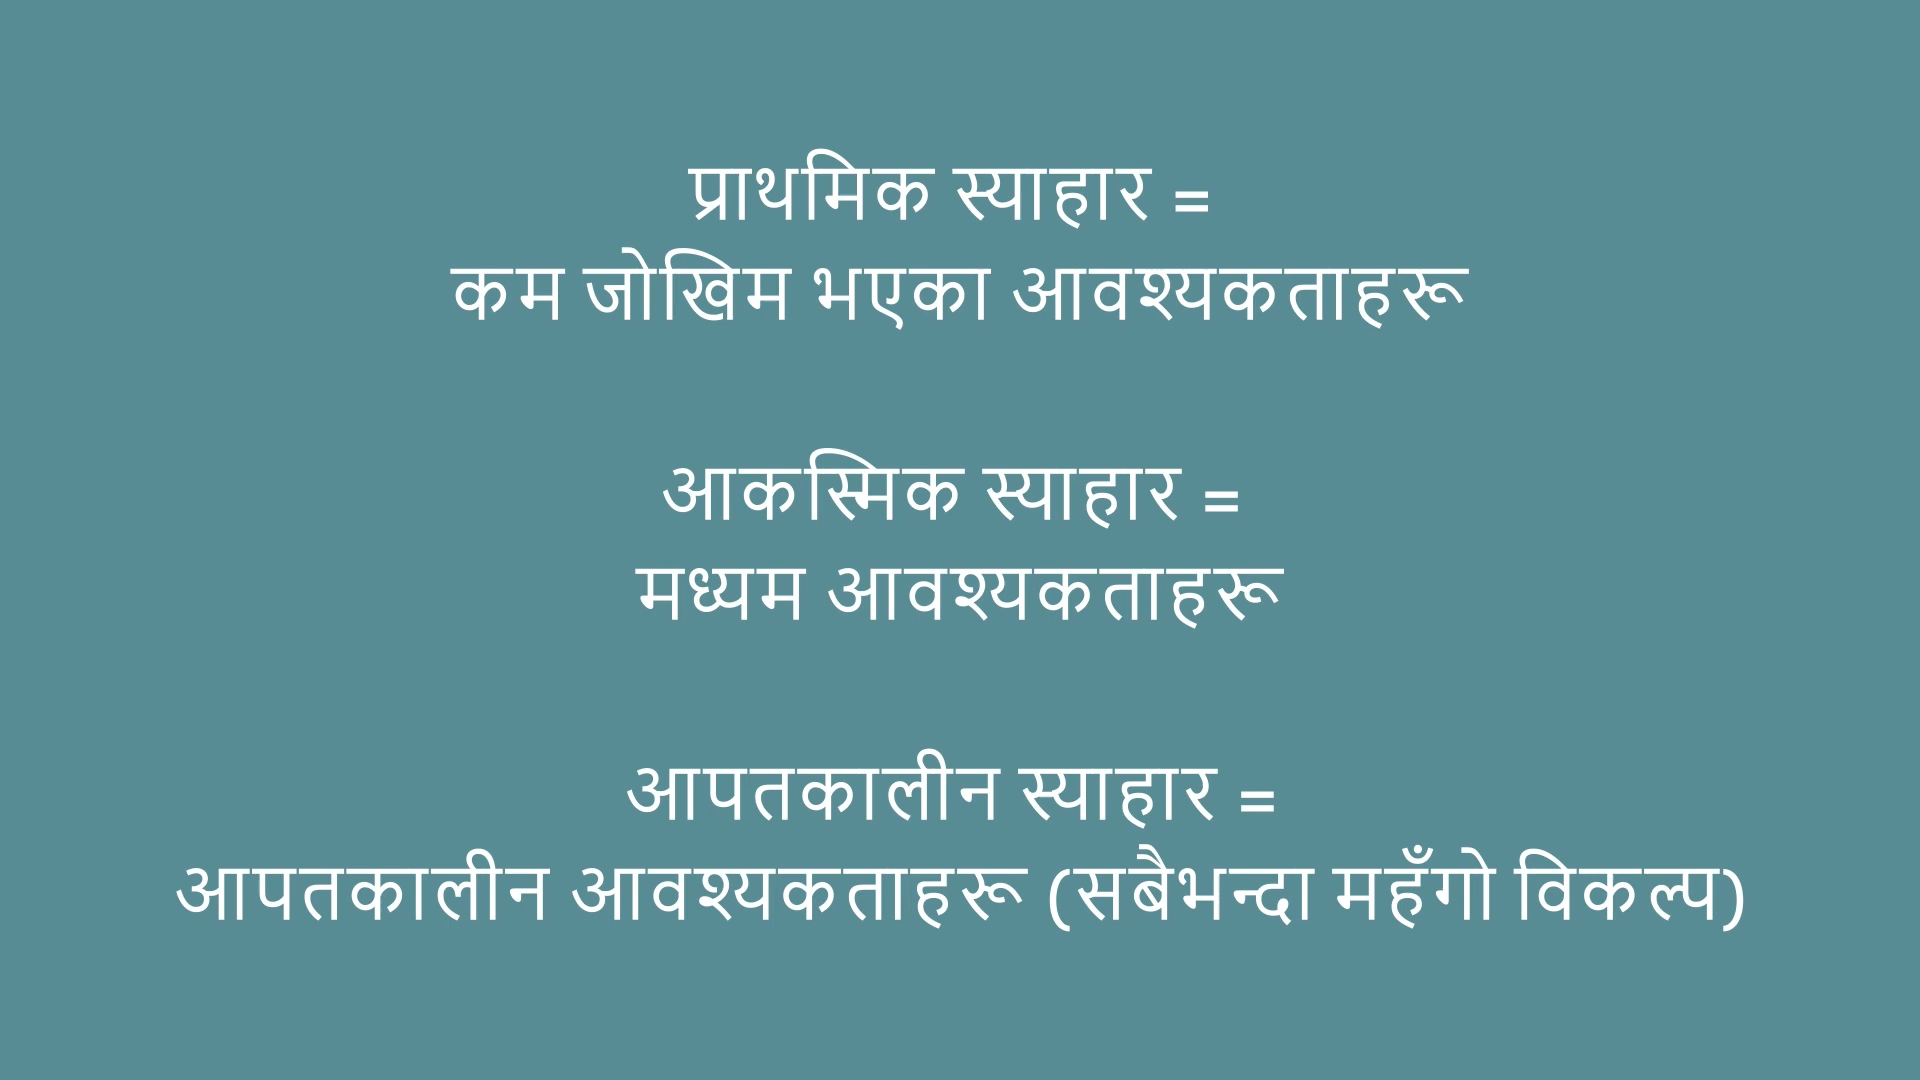 प्राथमिक स्याहार =
कम जोखिम भएका आवश्यकताहरू
आकस्मिक स्याहार =
मध्यम आवश्यकताहरू
आपतकालीन स्याहार =
आपतकालीन आवश्यकताहरू (सबैभन्दा महँगो विकल्प)